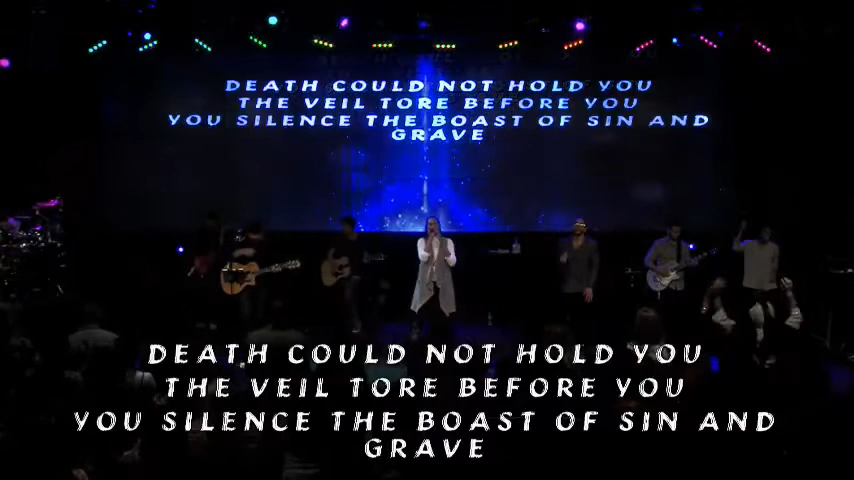 DEATH COULD NOT HOLD YOU
THE VEIL TORE BEFORE YOU
YOU SILENCE THE BOAST OF SIN AND
GRAVE
DEATH COULD NOT HOLD YOU
THE VEIL TORE BEFORE YOU
YOU SILENCE THE BOAST OF SIN AND
GRAVE